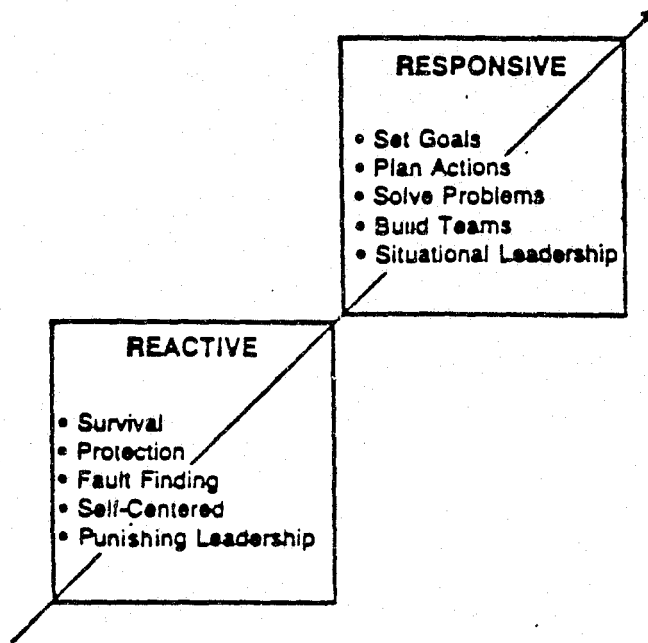 RESPONSIVE
• Set Goals
• Plan Actions
• Solve Problems
• Build Teams
• Situational Leadership
REACTIVE
• Survival
• Protection
• Fault Finding
• Self-Centered
• Punishing Leadership